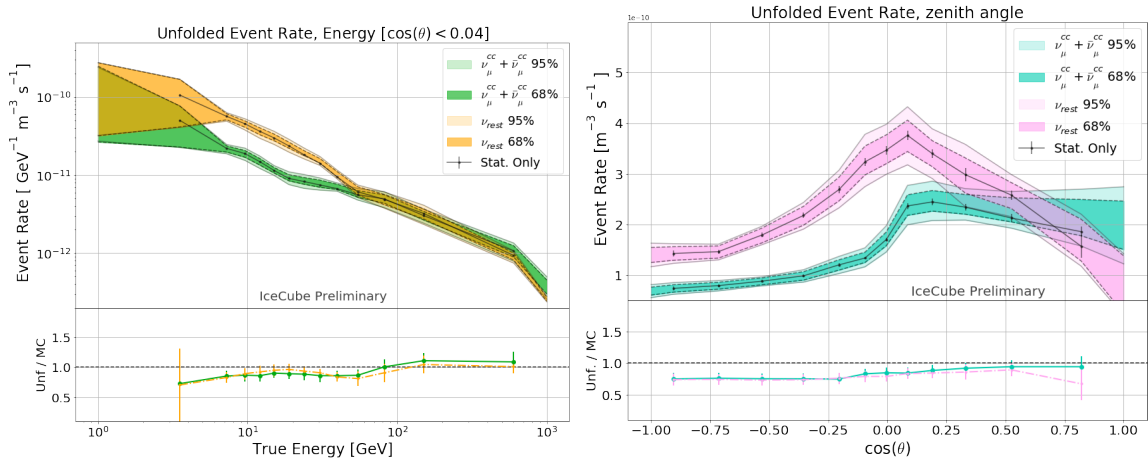 Unfolded Event Rate, Energy [cos(θ) < 0.04]
ν_μ^cc + ν̄_μ^cc 95%
ν_μ^cc + ν̄_μ^cc 68%
ν_rest 95%
ν_rest 68%
Stat. Only
Event Rate [ GeV⁻¹ m⁻³ s⁻¹]
10⁻¹⁰
10⁻¹¹
10⁻¹²
IceCube Preliminary
Unf / MC
1.5
1.0
0.5
10⁰ 10¹ 10² 10³
True Energy [GeV]
Unfolded Event Rate, zenith angle
1e−10
ν_μ^cc + ν̄_μ^cc 95%
ν_μ^cc + ν̄_μ^cc 68%
ν_rest 95%
ν_rest 68%
Stat. Only
Event Rate [m⁻³ s⁻¹]
5
4
3
2
1
IceCube Preliminary
Unf. / MC
1.5
1.0
0.5
−1.00 −0.75 −0.50 −0.25 0.00 0.25 0.50 0.75 1.00
cos(θ)